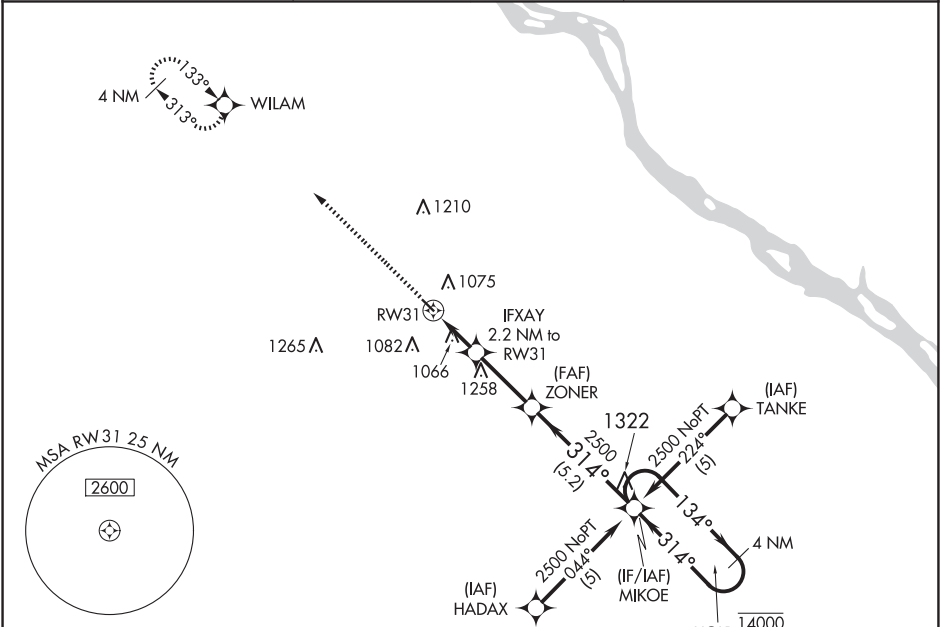 133°
4 NM
313°
WILAM
1210
1075
RW31
IFXAY
2.2 NM to
RW31
1265
1082
1066
1258
(FAF)
ZONER
(IAF)
TANKE
1322
2500 NoPT
224°
(5)
2500
314°
(5.2)
MSA RW31 25 NM
2600
134°
4 NM
314°
2500 NoPT
044°
(5)
(IF/IAF)
MIKOE
(IAF)
HADAX
14000